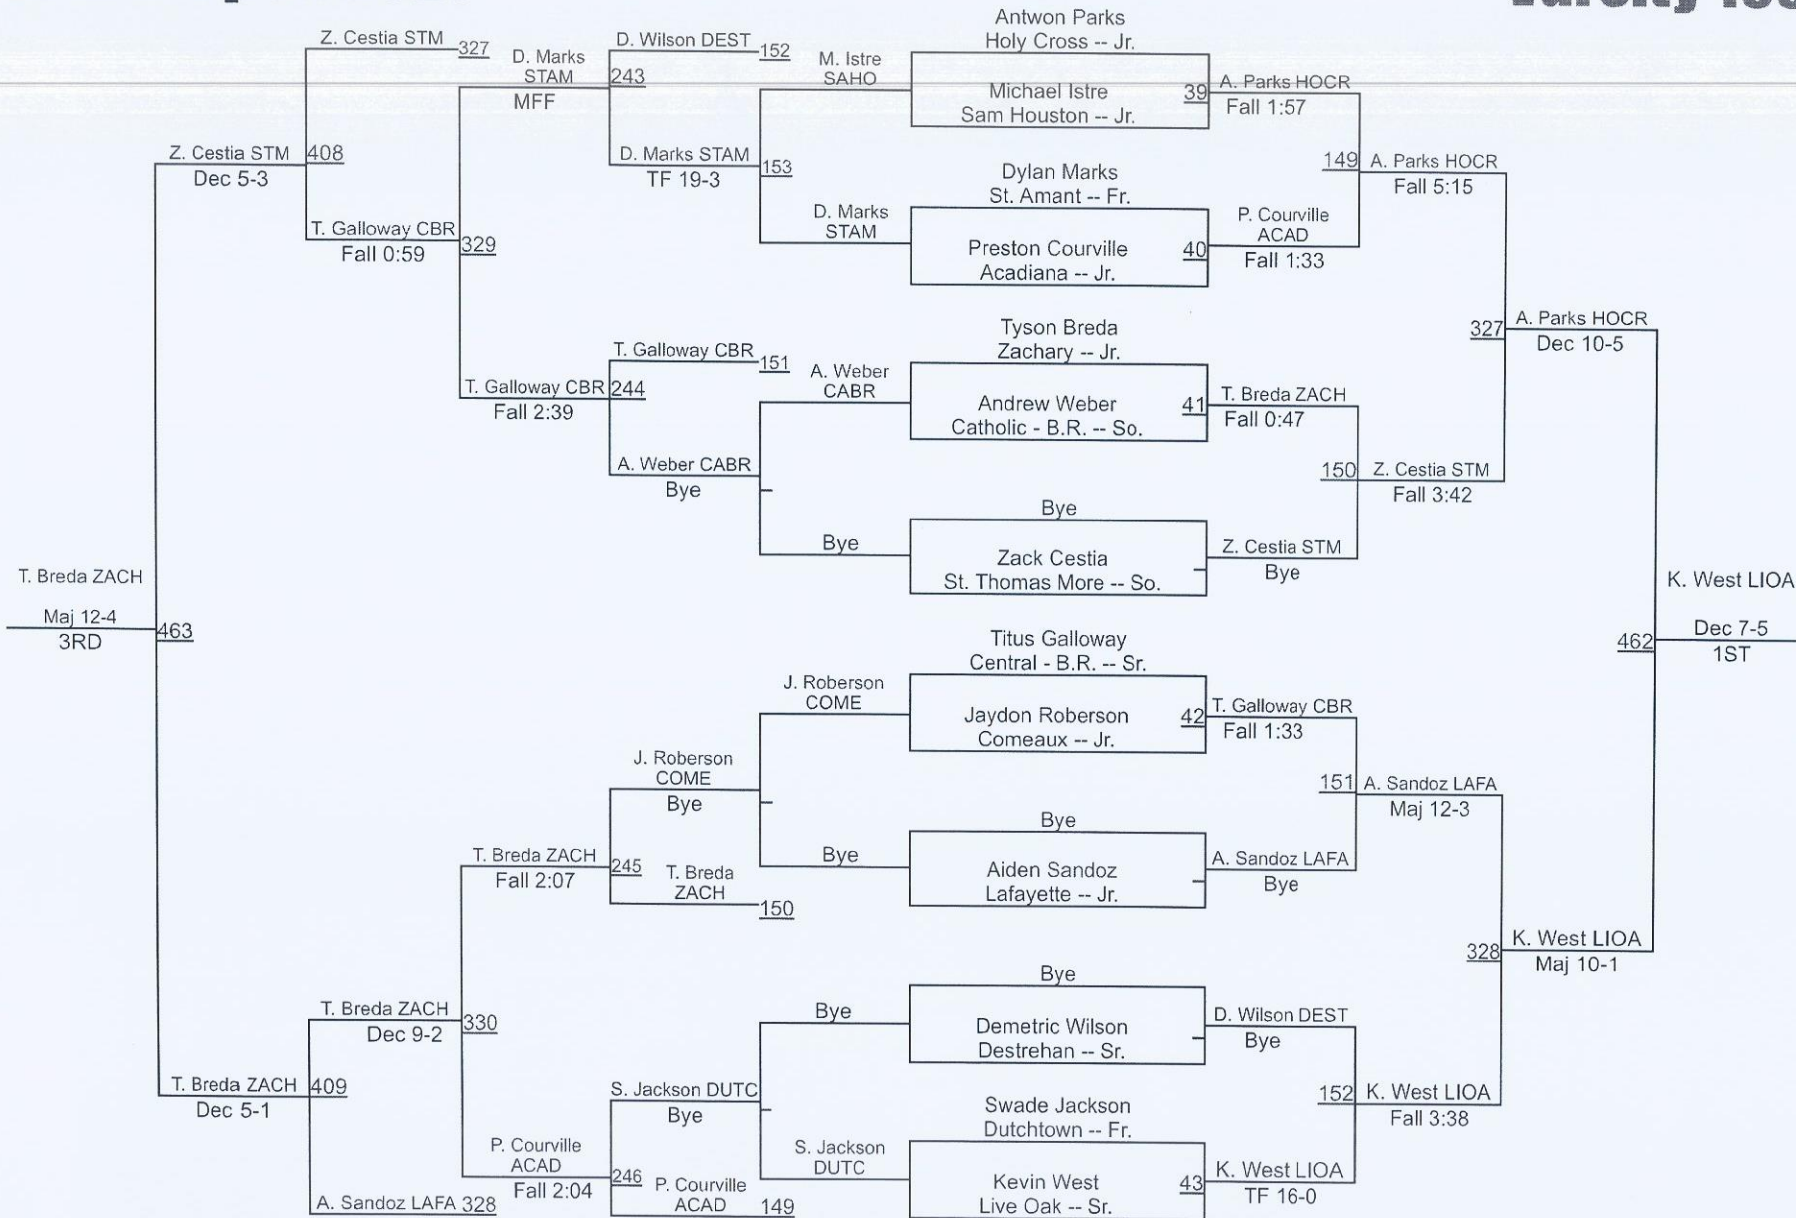 Z. Cestia STM
327
D. Marks
STAM
MFF
243
D. Wilson DEST
152
M. Istre
SAHO
Antwon Parks
Holy Cross -- Jr.
Michael Istre
Sam Houston -- Jr.
39
A. Parks HOCR
Fall 1:57
Z. Cestia STM
408
Dec 5-3
D. Marks STAM
TF 19-3
153
Dylan Marks
St. Amant -- Fr.
149
A. Parks HOCR
Fall 5:15
T. Galloway CBR
Fall 0:59
329
D. Marks
STAM
Preston Courville
Acadiana -- Jr.
40
P. Courville
ACAD
Fall 1:33
Tyson Breda
Zachary -- Jr.
327
A. Parks HOCR
Dec 10-5
T. Galloway CBR
151
A. Weber
CABR
T. Galloway CBR
244
Fall 2:39
Andrew Weber
Catholic - B.R. -- So.
41
T. Breda ZACH
Fall 0:47
A. Weber CABR
Bye
150
Z. Cestia STM
Fall 3:42
Bye
Bye
Zack Cestia
St. Thomas More -- So.
Z. Cestia STM
Bye
T. Breda ZACH
Maj 12-4
3RD
463
K. West LIOA
Dec 7-5
1ST
462
Titus Galloway
Central - B.R. -- Sr.
J. Roberson
COME
Jaydon Roberson
Comeaux -- Jr.
42
T. Galloway CBR
Fall 1:33
J. Roberson
COME
Bye
151
A. Sandoz LAFA
Maj 12-3
Bye
Bye
Aiden Sandoz
Lafayette -- Jr.
A. Sandoz LAFA
Bye
T. Breda ZACH
Fall 2:07
245
T. Breda
ZACH
150
328
K. West LIOA
Maj 10-1
Bye
T. Breda ZACH
Dec 9-2
330
Bye
Demetric Wilson
Destrehan -- Sr.
D. Wilson DEST
Bye
T. Breda ZACH
409
Dec 5-1
S. Jackson DUTC
Bye
Swade Jackson
Dutchtown -- Fr.
152
K. West LIOA
Fall 3:38
P. Courville
ACAD
Fall 2:04
246
P. Courville
ACAD
149
S. Jackson
DUTC
Kevin West
Live Oak -- Sr.
43
K. West LIOA
TF 16-0
A. Sandoz LAFA
328